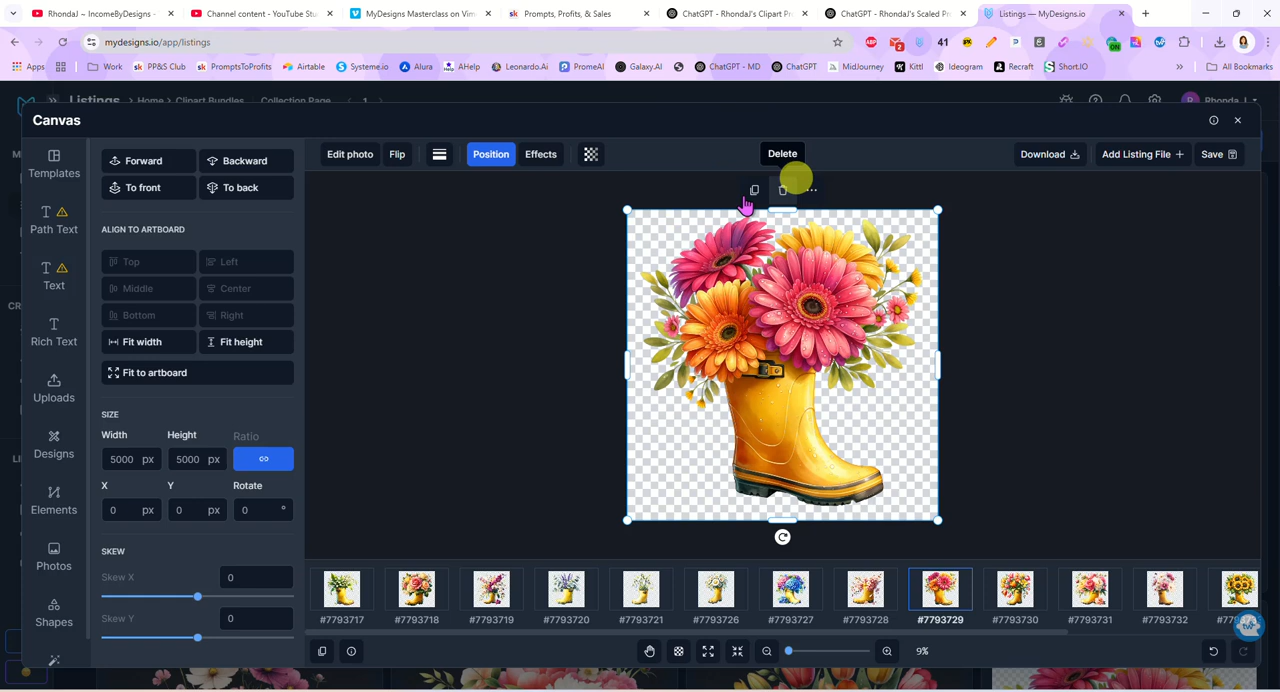 RhondaJ ~ IncomeByDesigns -
Channel content - YouTube Stu
MyDesigns Masterclass on Vim
Prompts, Profits, & Sales
ChatGPT - RhondaJ's Clipart Pr
ChatGPT - RhondaJ's Scaled Pr
Listings — MyDesigns.io
mydesigns.io/app/listings
41
2
ON
Apps
Work
PP&S Club
PromptsToProfits
Airtable
Systeme.io
Alura
AHelp
Leonardo.Ai
PromeAI
Galaxy.AI
ChatGPT - MD
ChatGPT
MidJourney
Kittl
Ideogram
Recraft
Short.IO
All Bookmarks
Listings
Home
Clipart Bundles
Collection Page
1
Rhonda J
Canvas
Templates
Path Text
Text
Rich Text
Uploads
Designs
Elements
Photos
Shapes
Forward
Backward
To front
To back
ALIGN TO ARTBOARD
Top
Left
Middle
Center
Bottom
Right
Fit width
Fit height
Fit to artboard
SIZE
Width
Height
Ratio
5000 px
5000 px
X
Y
Rotate
0 px
0 px
0 °
SKEW
Skew X
0
Skew Y
0
Edit photo
Flip
Position
Effects
Delete
Download
Add Listing File +
Save
#7793717
#7793718
#7793719
#7793720
#7793721
#7793726
#7793727
#7793728
#7793729
#7793730
#7793731
#7793732
9%